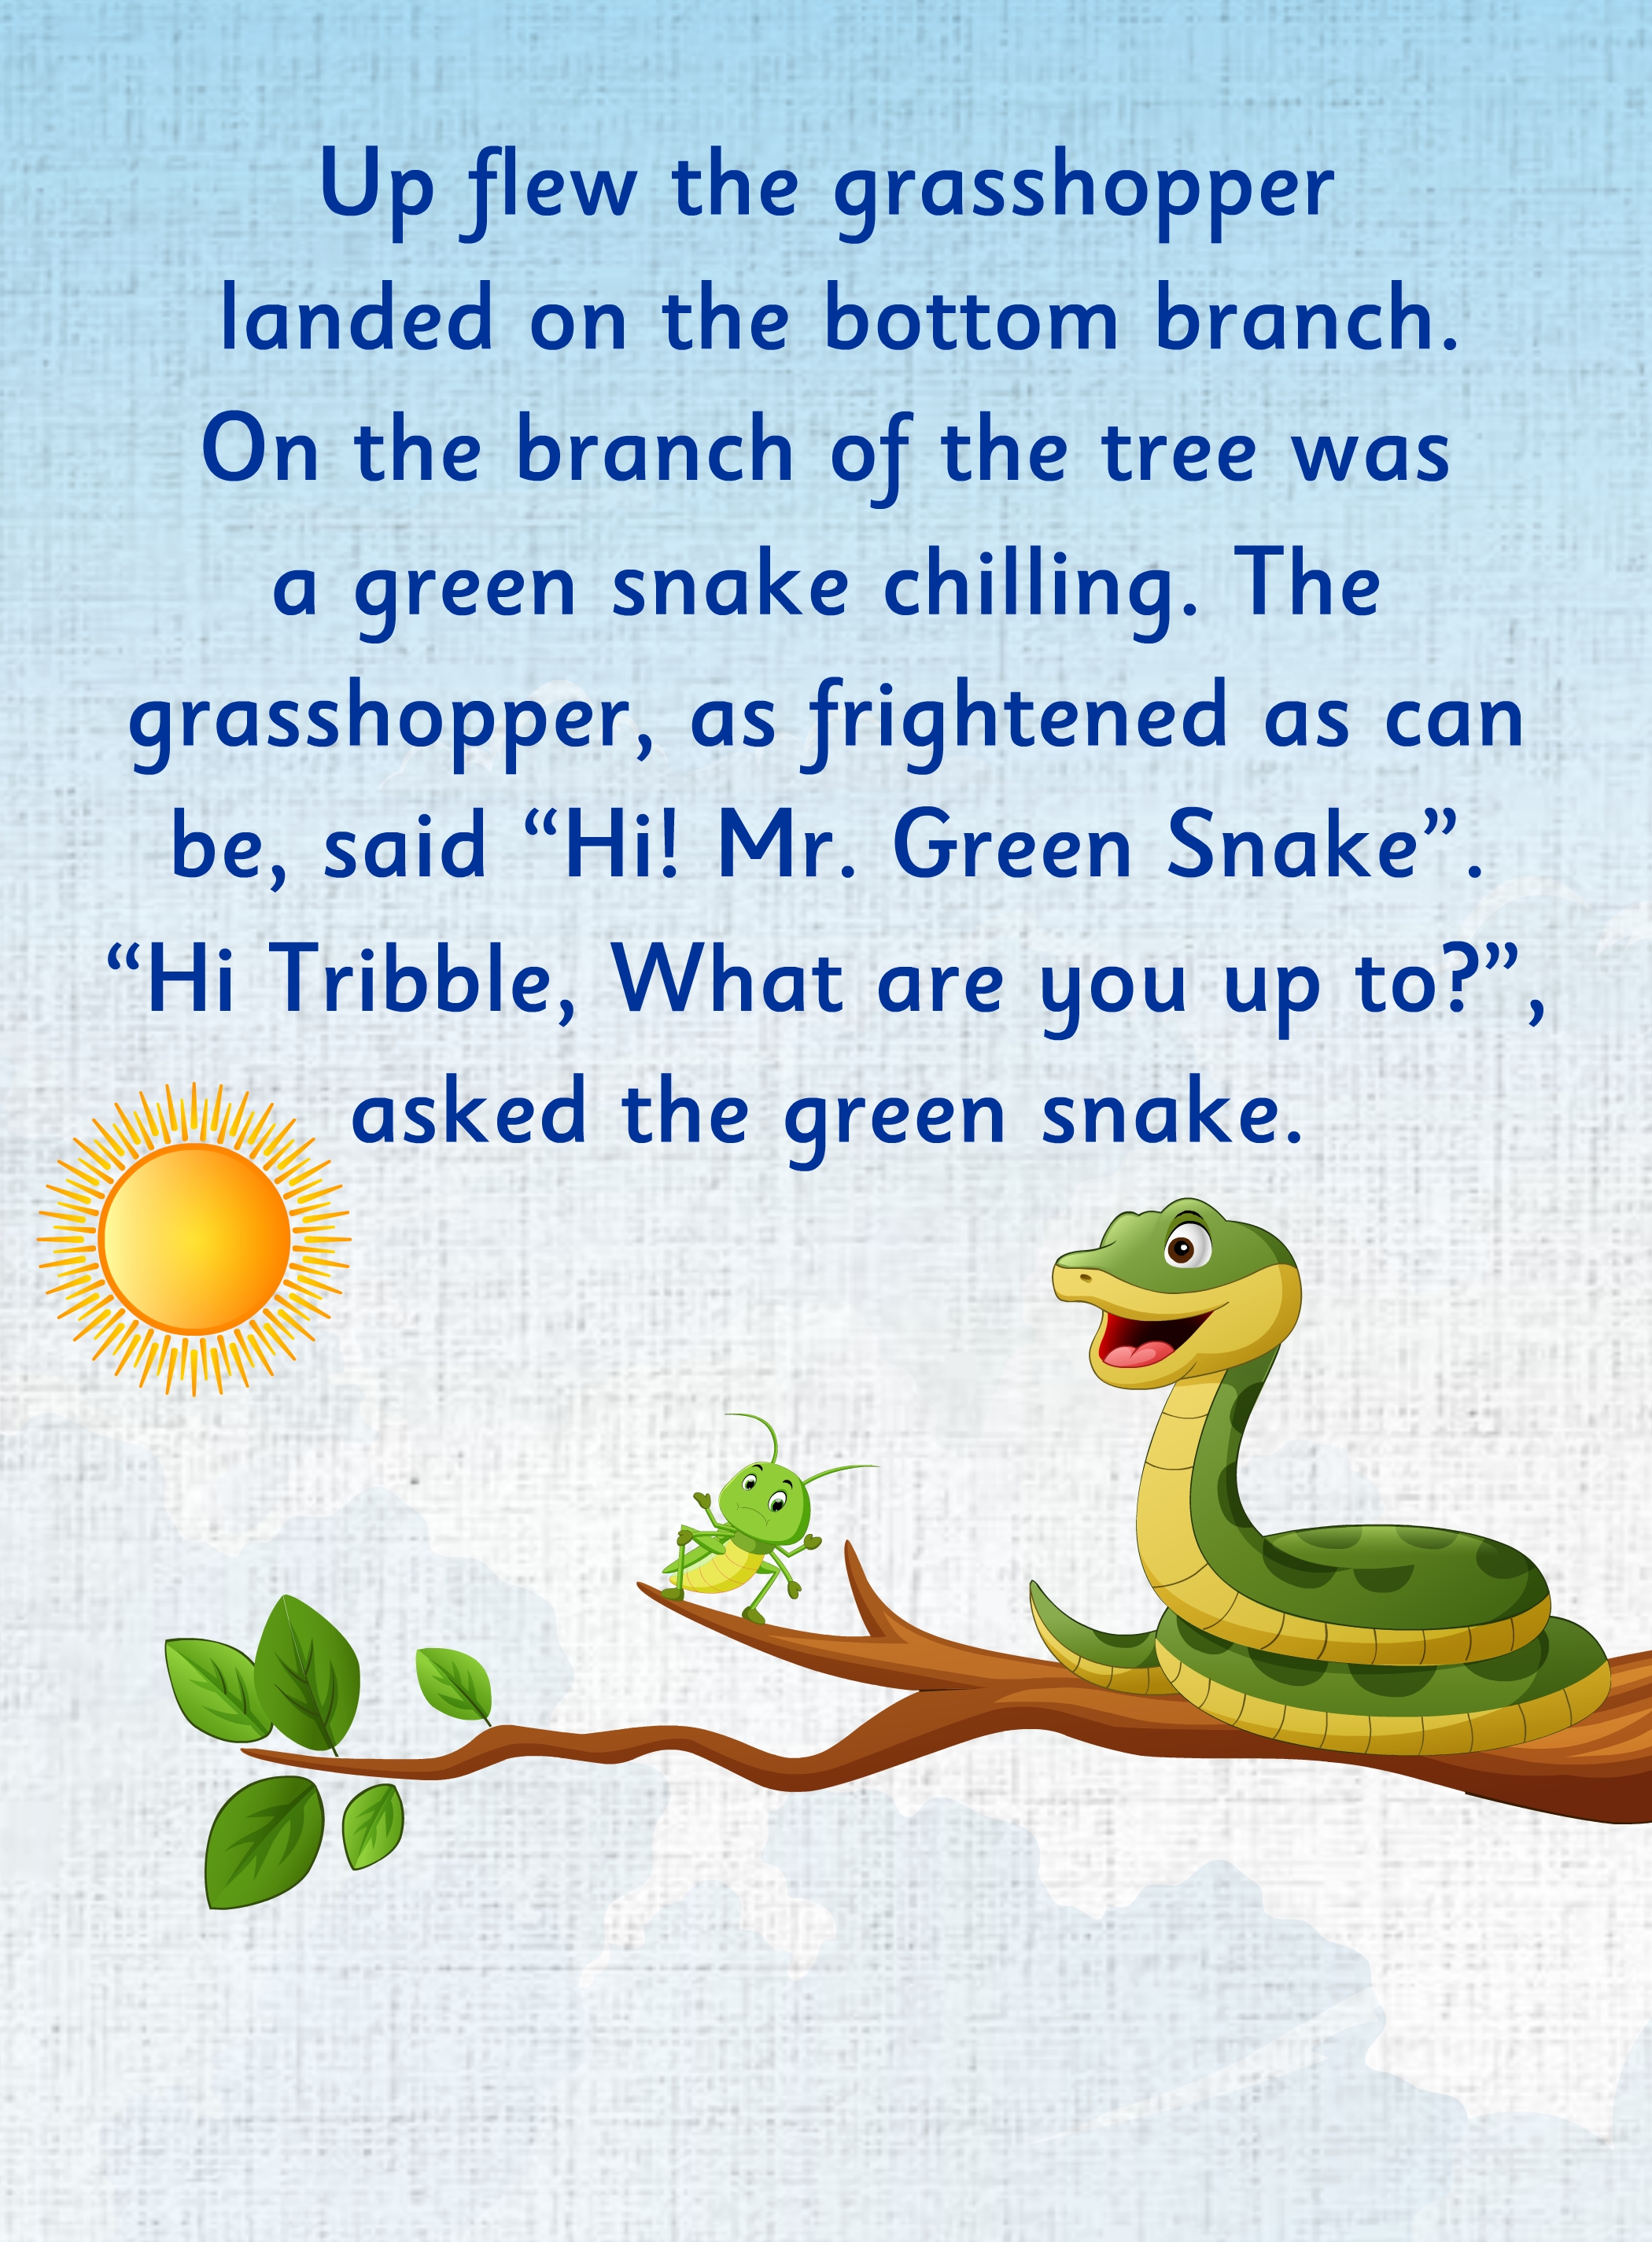 Up flew the grasshopper
landed on the bottom branch.
On the branch of the tree was
a green snake chilling. The
grasshopper, as frightened as can
be, said “Hi! Mr. Green Snake”.
“Hi Tribble, What are you up to?”,
asked the green snake.